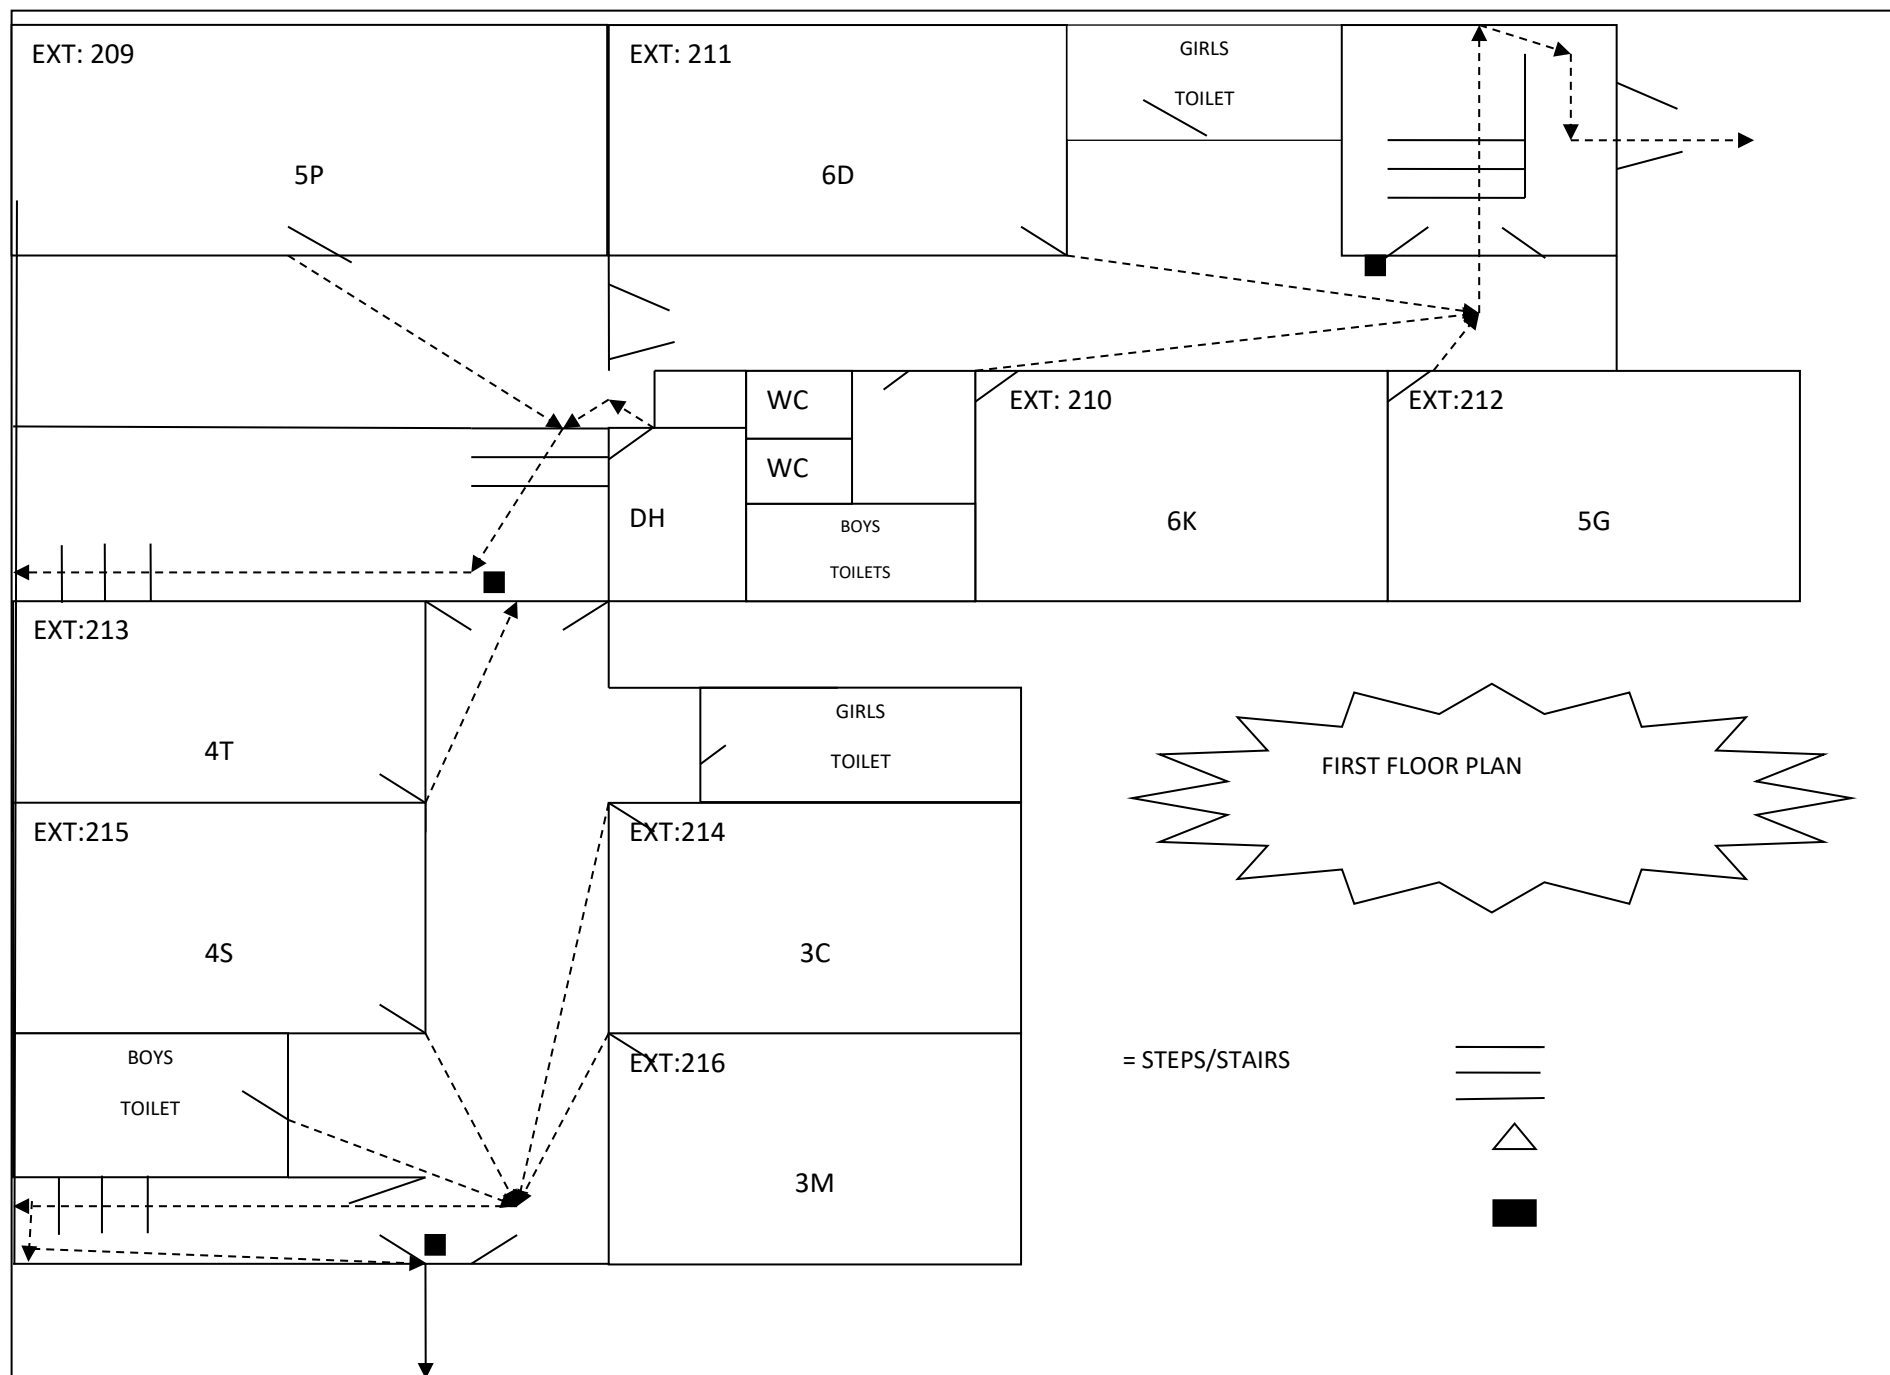 EXT: 209
EXT: 211
GIRLS
TOILET
5P
6D
WC
EXT: 210
EXT:212
WC
DH
BOYS
TOILETS
6K
5G
EXT:213
4T
GIRLS
TOILET
FIRST FLOOR PLAN
EXT:215
EXT:214
4S
3C
BOYS
TOILET
EXT:216
3M
= STEPS/STAIRS